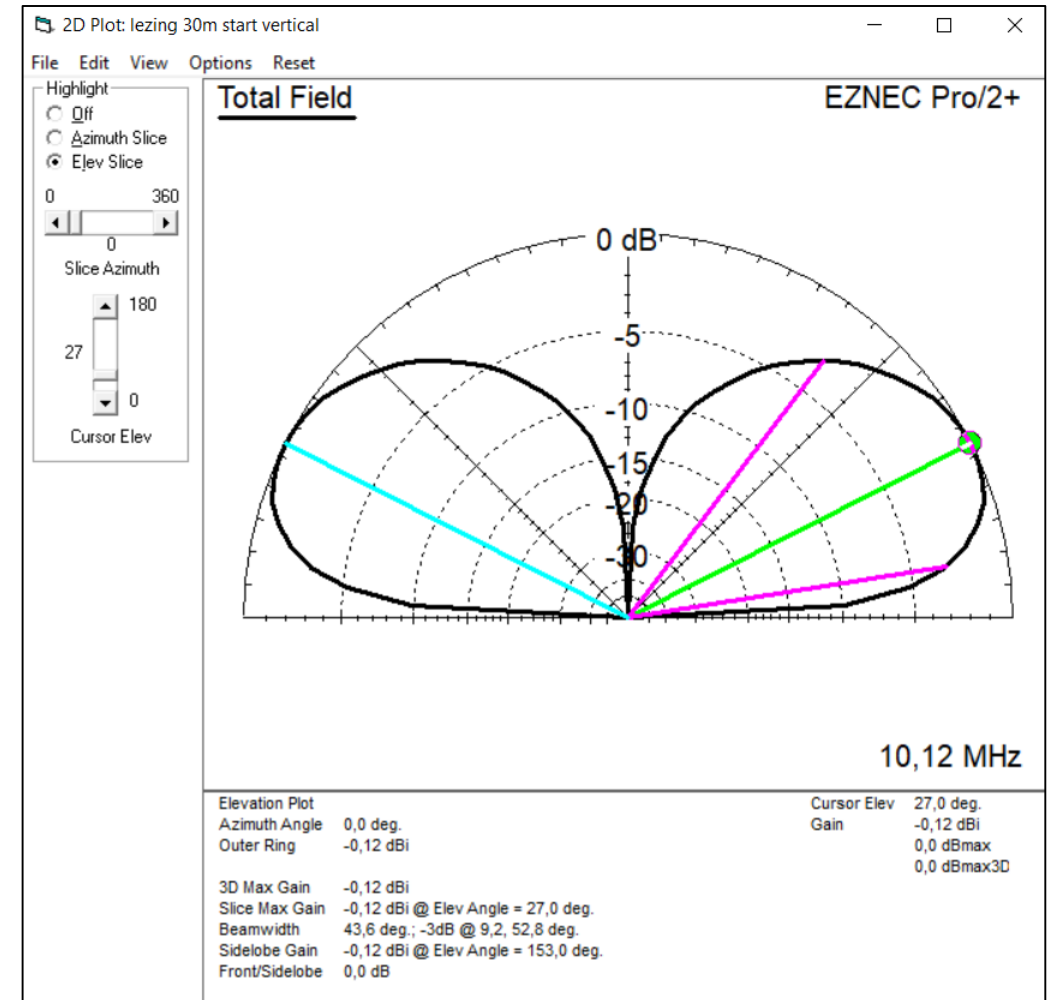 2D Plot: lezing 30m start vertical
File Edit View Options Reset
Highlight
Off
Azimuth Slice
Elev Slice
0 360
0
Slice Azimuth
180
27
0
Cursor Elev
Total Field
EZNEC Pro/2+
0 dB
-5
-10
-15
-20
-30
10,12 MHz
Elevation Plot
Azimuth Angle 0,0 deg.
Outer Ring -0,12 dBi
3D Max Gain -0,12 dBi
Slice Max Gain -0,12 dBi @ Elev Angle = 27,0 deg.
Beamwidth 43,6 deg.; -3dB @ 9,2, 52,8 deg.
Sidelobe Gain -0,12 dBi @ Elev Angle = 153,0 deg.
Front/Sidelobe 0,0 dB
Cursor Elev 27,0 deg.
Gain -0,12 dBi
0,0 dBmax
0,0 dBmax3D